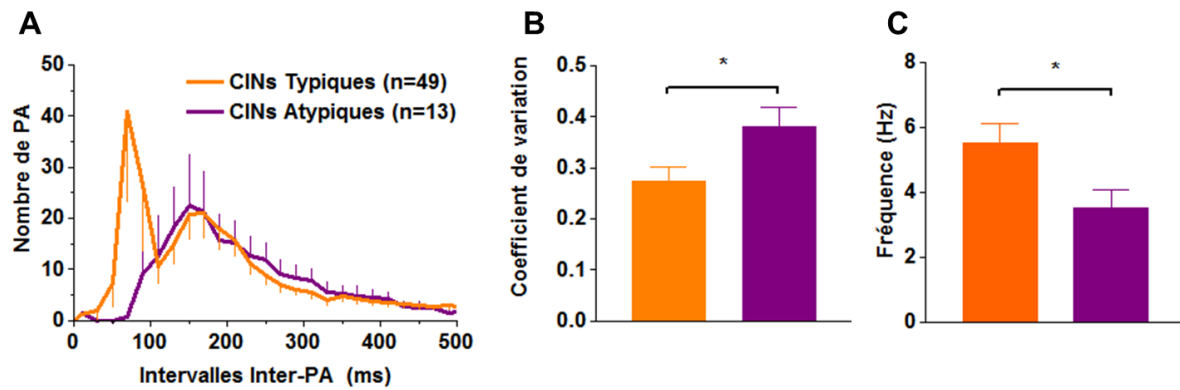 A
Nombre de PA
50
40
30
20
10
0
0
100
200
300
400
500
Intervalles Inter-PA (ms)
CINs Typiques (n=49)
CINs Atypiques (n=13)
B
Coefficient de variation
0.5
0.4
0.3
0.2
0.1
0.0
*
C
Fréquence (Hz)
8
6
4
2
0
*